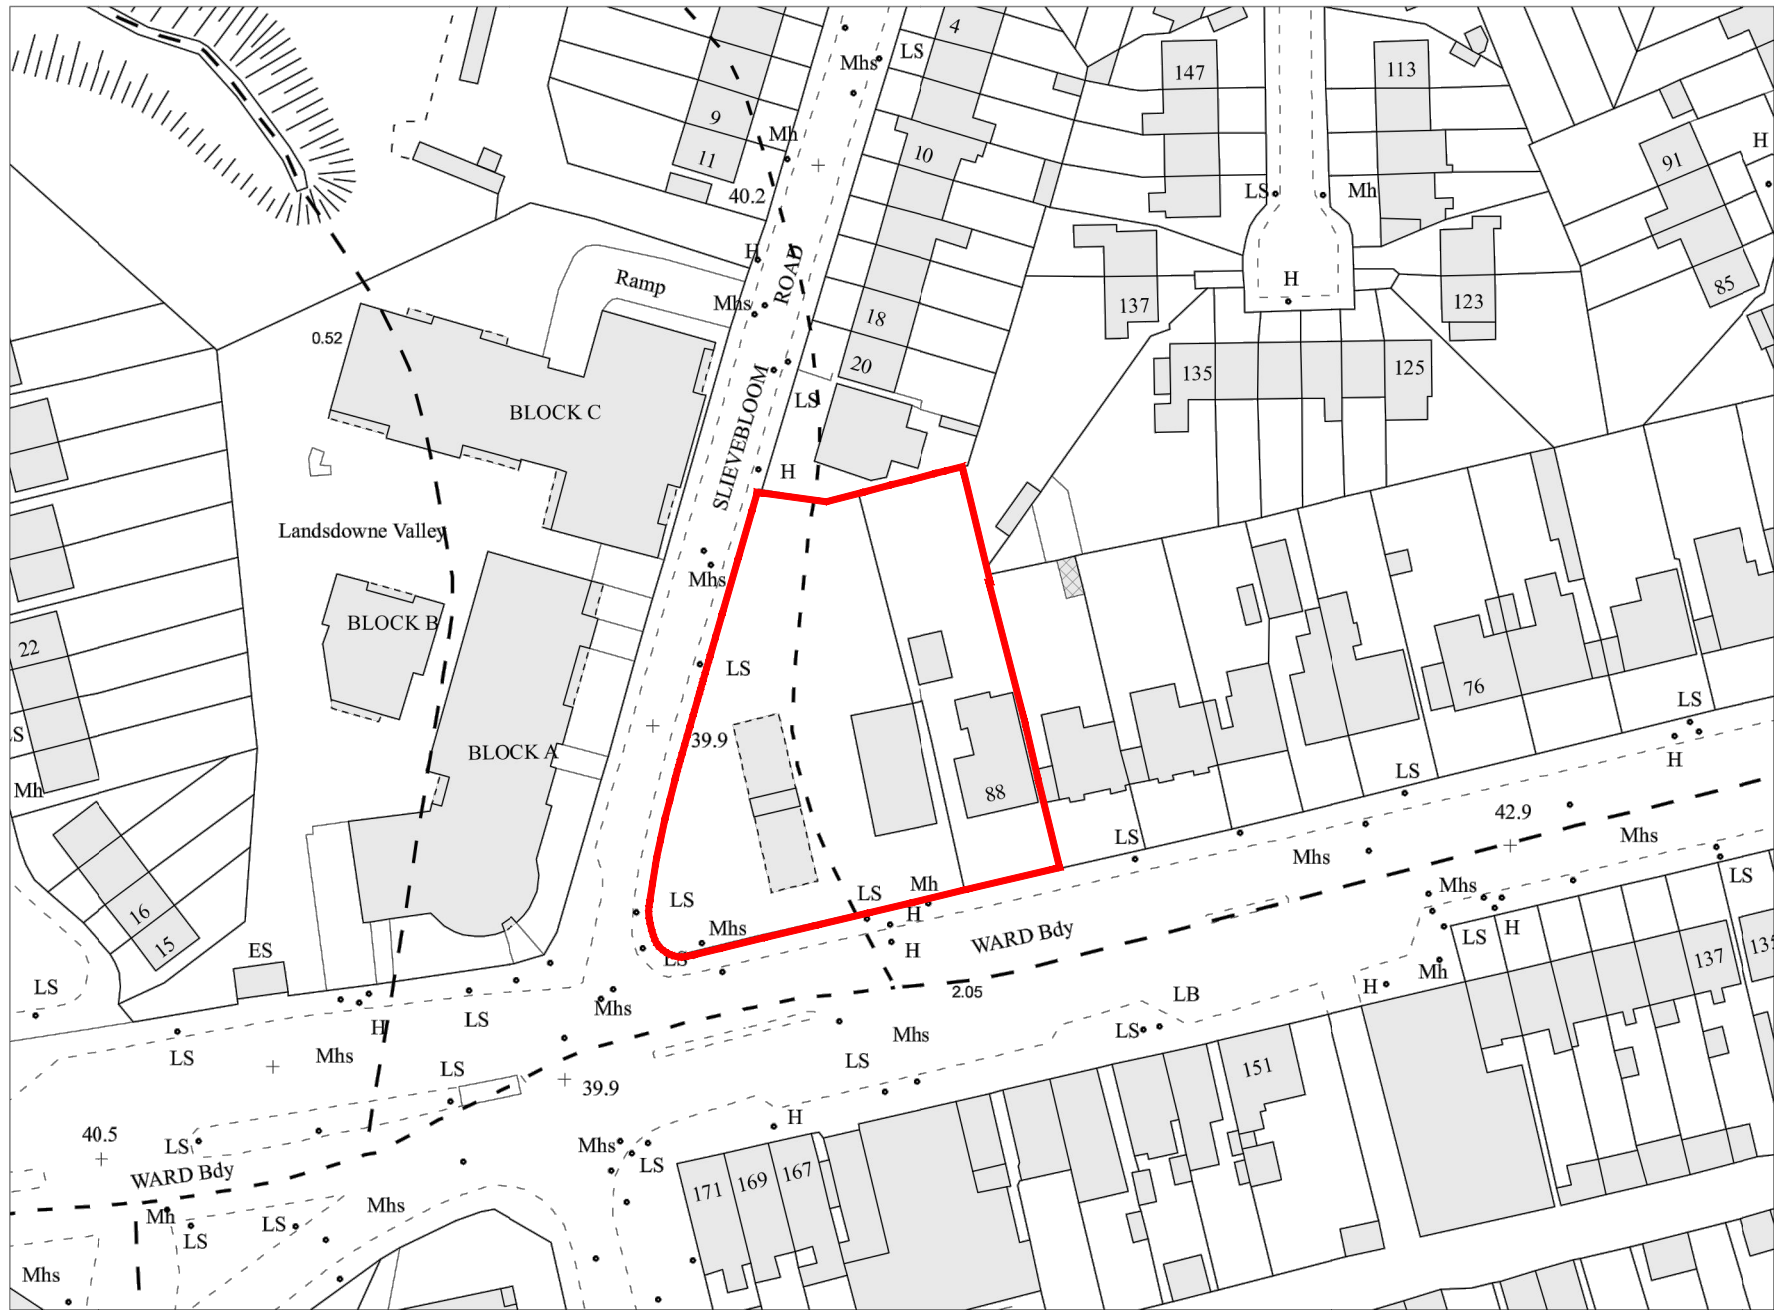 4
LS
Mhs
147
113
9
Mh
11
10
H
91
40.2
LS
Mh
H
ROAD
Ramp
H
Mhs
137
123
85
18
0.52
20
135
125
SLIEVEBLOOM
LS
BLOCK C
H
Landsdowne Valley
Mhs
BLOCK B
22
LS
76
LS
S
39.9
BLOCK A
H
Mh
LS
88
42.9
LS
Mhs
Mhs
LS
Mh
LS
Mhs
LS
16
H
Mhs
15
WARD Bdy
LS
H
ES
LS
H
137
135
Mh
LS
2.05
H
LB
Mhs
LS
H
LS
Mhs
LS
Mhs
LS
LS
151
39.9
H
40.5
LS
Mhs
LS
WARD Bdy
171
169
167
Mh
Mhs
LS
LS
Mhs